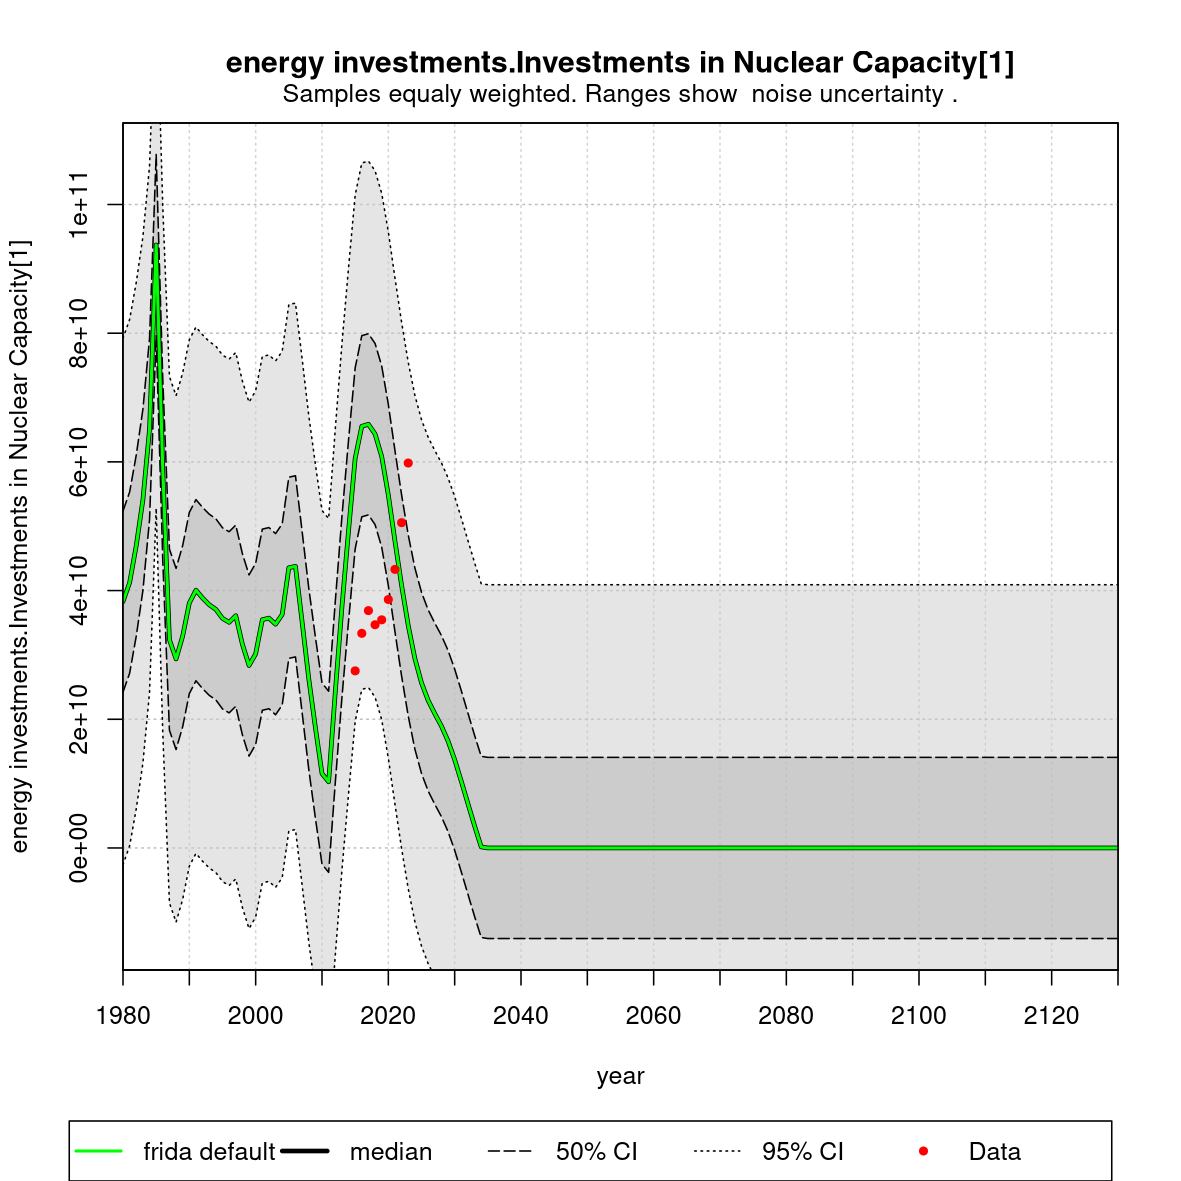 energy investments.Investments in Nuclear Capacity[1]
Samples equaly weighted. Ranges show  noise uncertainty .
energy investments.Investments in Nuclear Capacity[1]
1e+11
8e+10
6e+10
4e+10
2e+10
0e+00
1980 2000 2020 2040 2060 2080 2100 2120
year
frida default median 50% CI 95% CI Data